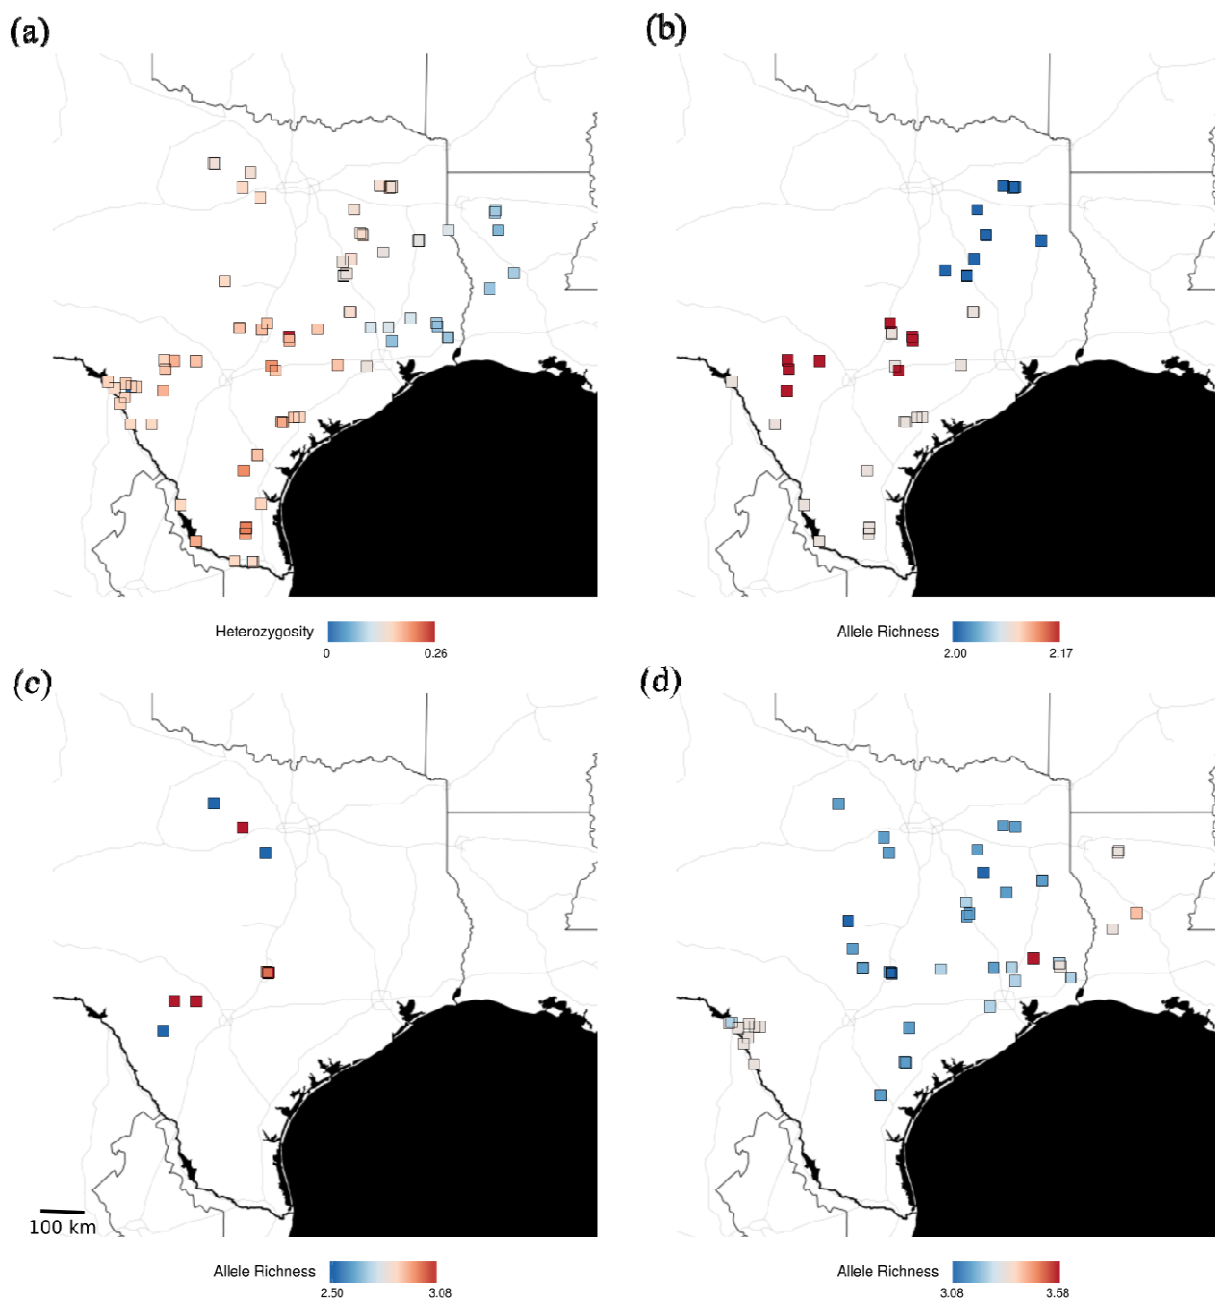 (a)
(b)
Heterozygosity
0
0.26
Allele Richness
2.00
2.17
(c)
(d)
100 km
Allele Richness
2.50
3.08
Allele Richness
3.08
3.58